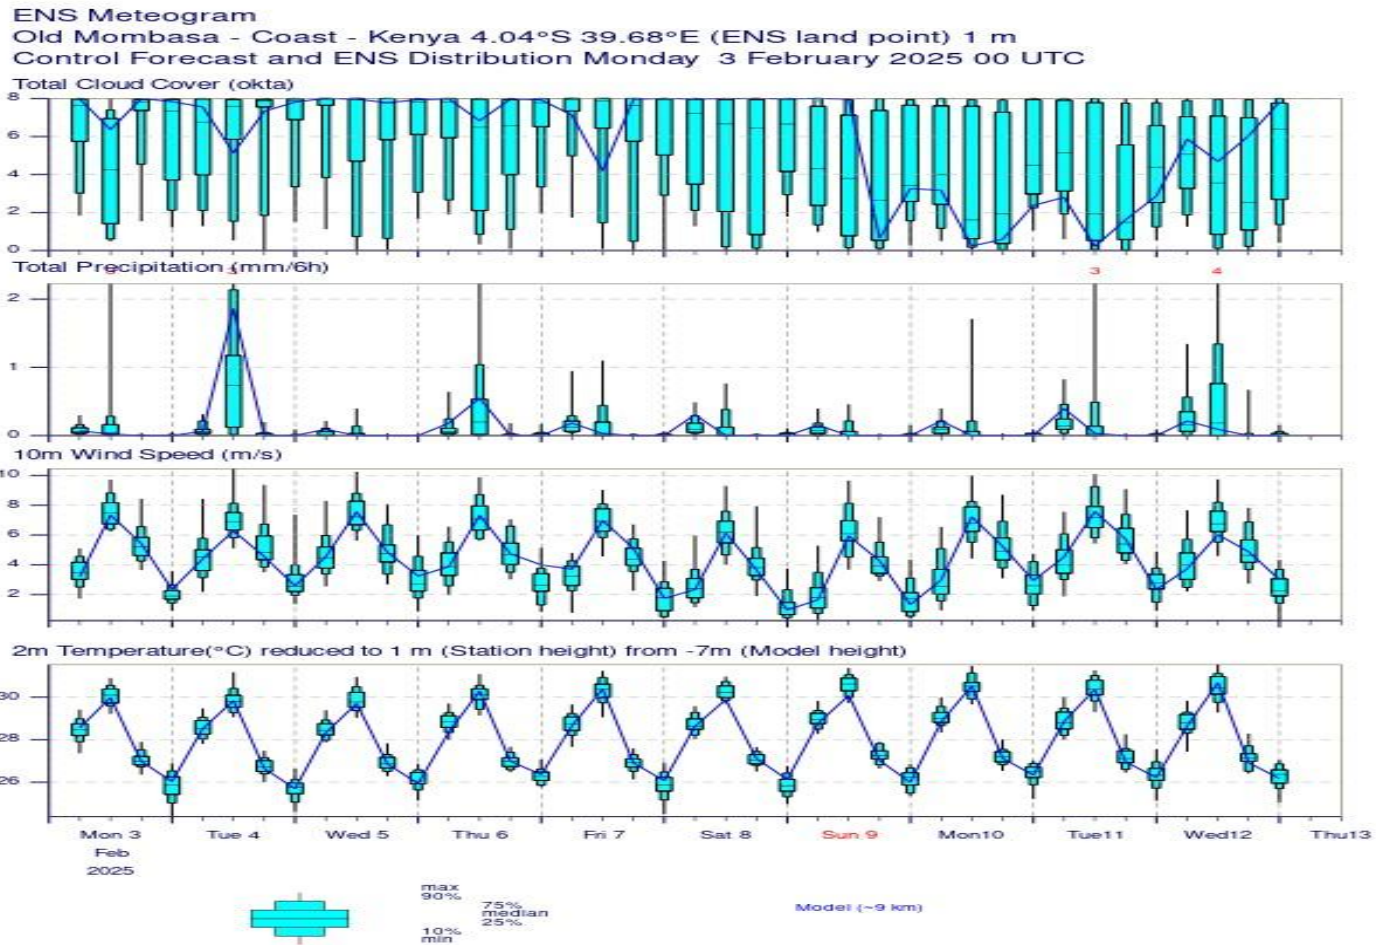 ENS Meteogram
Old Mombasa - Coast - Kenya 4.04°S 39.68°E (ENS land point) 1 m
Control Forecast and ENS Distribution Monday 3 February 2025 00 UTC
Total Cloud Cover (okta)
8
6
4
2
0
Total Precipitation (mm/6h)
3 4
2
1
0
10m Wind Speed (m/s)
10
8
6
4
2
2m Temperature(°C) reduced to 1 m (Station height) from -7m (Model height)
30
28
26
Mon 3 Tue 4 Wed 5 Thu 6 Fri 7 Sat 8 Sun 9 Mon10 Tue11 Wed12 Thu13
Feb
2025
max
90%
75%
median
25%
10%
min
Model (~9 km)